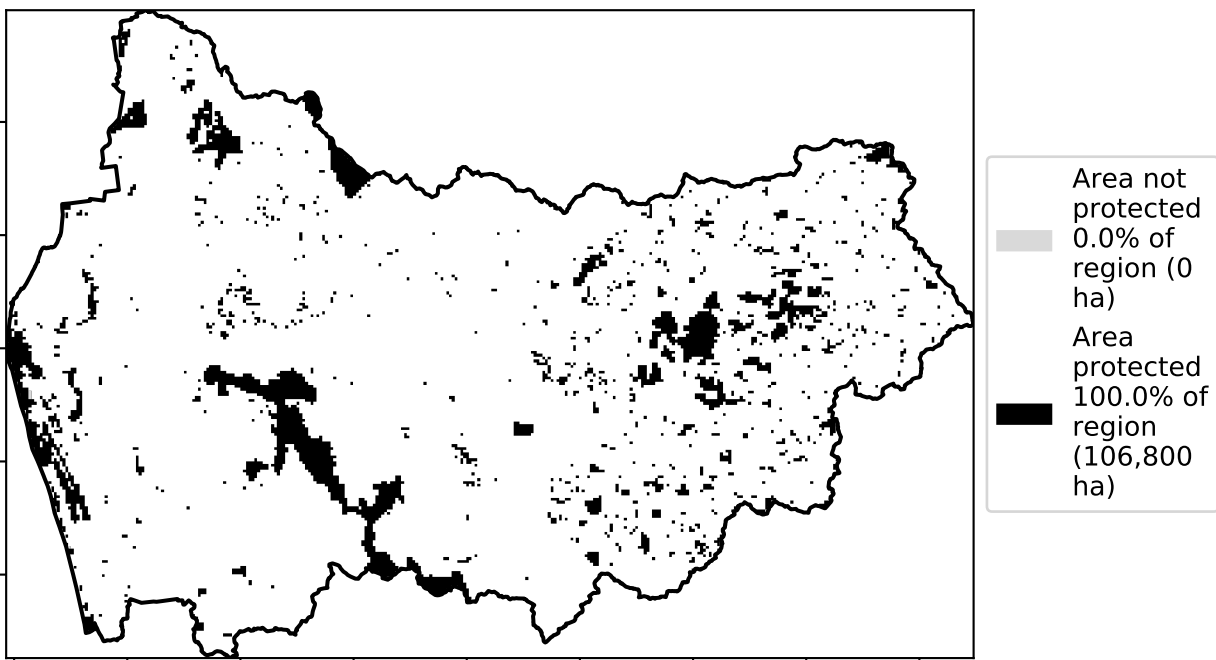 Area not
protected
0.0% of
region (0
ha)
Area
protected
100.0% of
region
(106,800
ha)